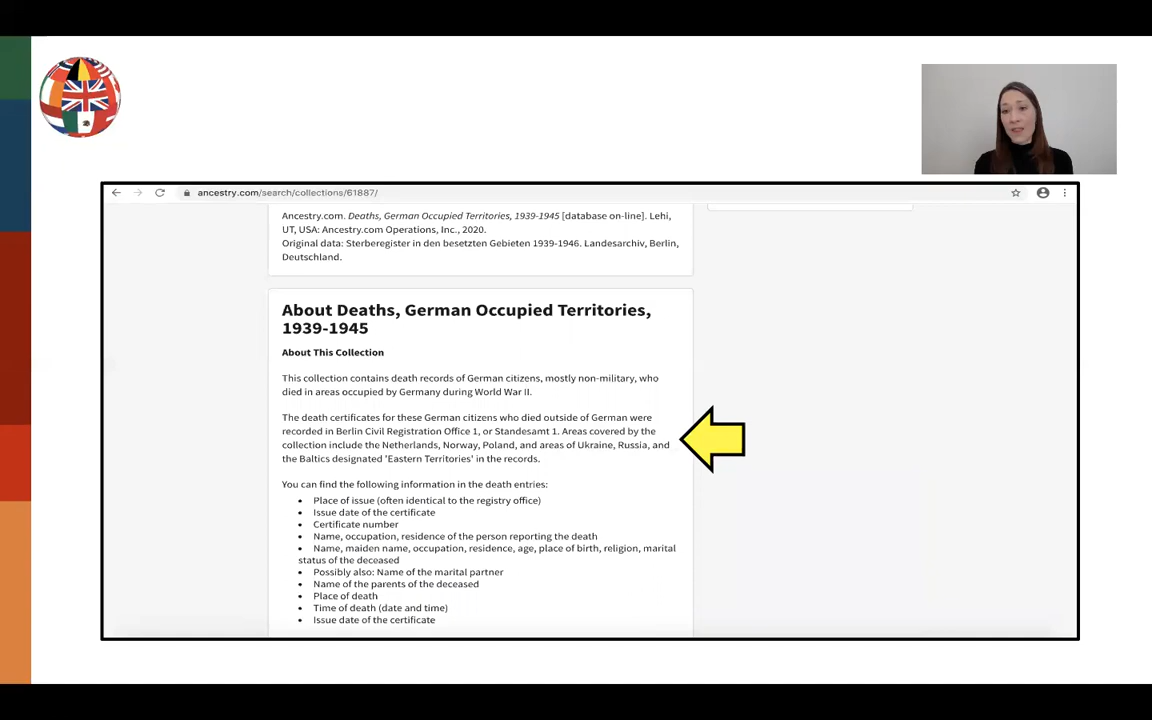 ancestry.com/search/collections/61887/
Ancestry.com. Deaths, German Occupied Territories, 1939-1945 [database on-line]. Lehi,
UT, USA: Ancestry.com Operations, Inc., 2020.
Original data: Sterberegister in den besetzten Gebieten 1939-1946. Landesarchiv, Berlin,
Deutschland.
About Deaths, German Occupied Territories,
1939-1945
About This Collection
This collection contains death records of German citizens, mostly non-military, who
died in areas occupied by Germany during World War II.
The death certificates for these German citizens who died outside of German were
recorded in Berlin Civil Registration Office 1, or Standesamt 1. Areas covered by the
collection include the Netherlands, Norway, Poland, and areas of Ukraine, Russia, and
the Baltics designated 'Eastern Territories' in the records.
You can find the following information in the death entries:
• Place of issue (often identical to the registry office)
• Issue date of the certificate
• Certificate number
• Name, occupation, residence of the person reporting the death
• Name, maiden name, occupation, residence, age, place of birth, religion, marital
status of the deceased
• Possibly also: Name of the marital partner
• Name of the parents of the deceased
• Place of death
• Time of death (date and time)
• Issue date of the certificate